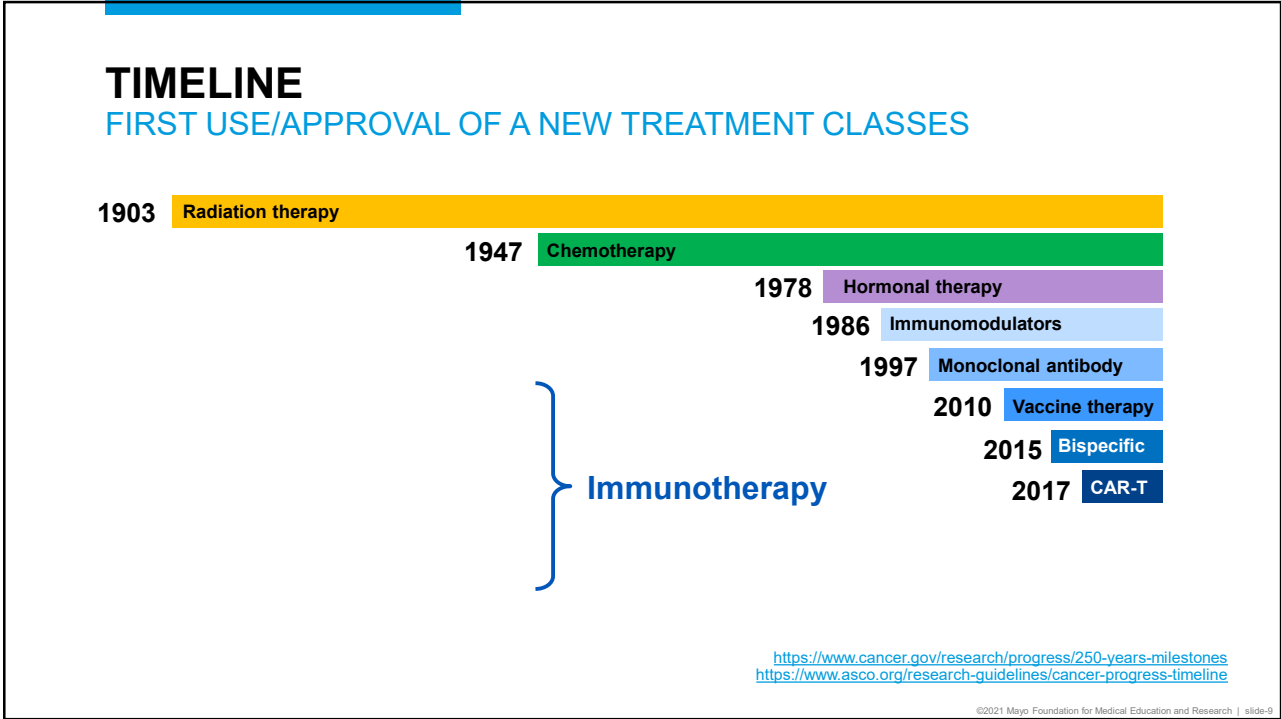 TIMELINE
FIRST USE/APPROVAL OF A NEW TREATMENT CLASSES
1903 Radiation therapy
1947 Chemotherapy
1978 Hormonal therapy
1986 Immunomodulators
1997 Monoclonal antibody
2010 Vaccine therapy
2015 Bispecific
2017 CAR-T
Immunotherapy
https://www.cancer.gov/research/progress/250-years-milestones
https://www.asco.org/research-guidelines/cancer-progress-timeline
©2021 Mayo Foundation for Medical Education and Research | slide-9